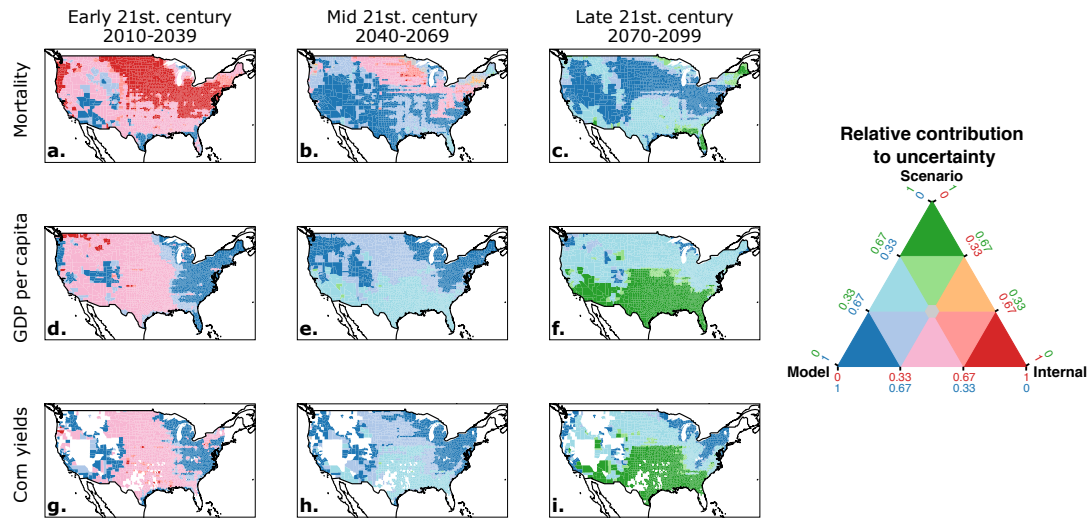 Early 21st. century
2010-2039
Mid 21st. century
2040-2069
Late 21st. century
2070-2099
Mortality
a.
b.
c.
GDP per capita
d.
e.
f.
Corn yields
g.
h.
i.
Relative contribution
to uncertainty
Scenario
1
0
1
0
0.67
0.33
0.67
0.33
0.33
0.67
0.33
0.67
0
1
1
0
Model
Internal
0
0.33
0.67
1
1
0.67
0.33
0